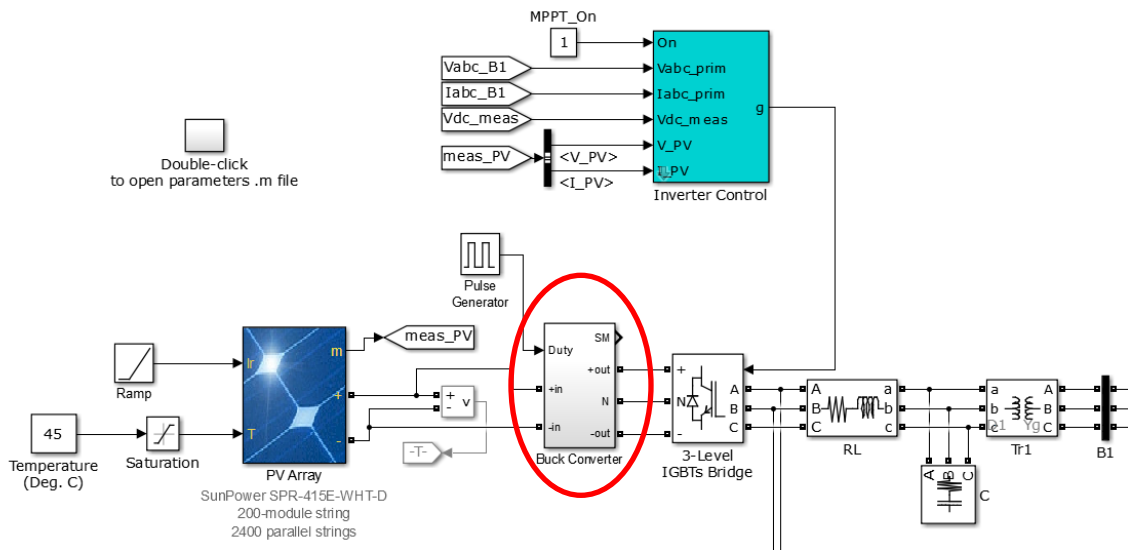 MPPT_On
1
Vabc_B1
Iabc_B1
Vdc_meas
meas_PV
<V_PV>
<I_PV>
On
Vabc_prim
Iabc_prim
Vdc_meas
V_PV
I_PV
g
Inverter Control
Double-click
to open parameters .m file
Pulse
Generator
Ramp
45
Temperature
(Deg. C)
Saturation
Ir
T
m
+
-
PV Array
SunPower SPR-415E-WHT-D
200-module string
2400 parallel strings
meas_PV
+
-
v
-T-
Duty
+in
-in
SM
+out
N
-out
Buck Converter
+
N
-
A
B
C
3-Level
IGBTs Bridge
A
B
C
a
b
c
RL
A
B
C
C
a
b
c
D1
Yg
A
B
C
Tr1
B1